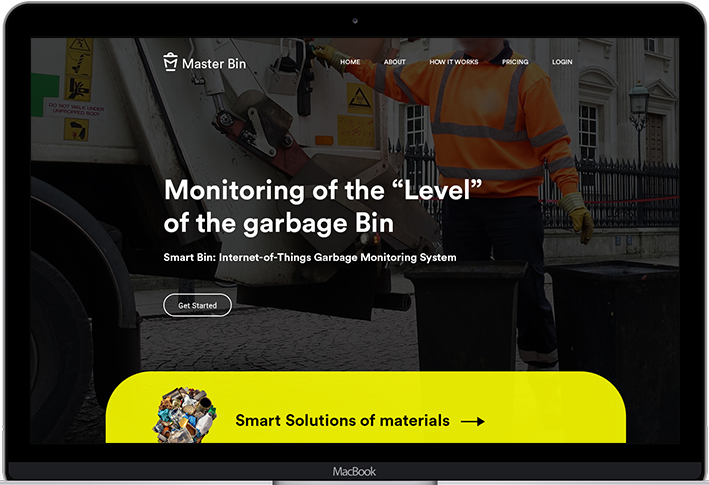 Master Bin
HOME ABOUT HOW IT WORKS PRICING LOGIN
DO NOT WALK UNDER
UNPROPPED BODY
Monitoring of the “Level”
of the garbage Bin
Smart Bin: Internet-of-Things Garbage Monitoring System
Get Started
Smart Solutions of materials
MacBook